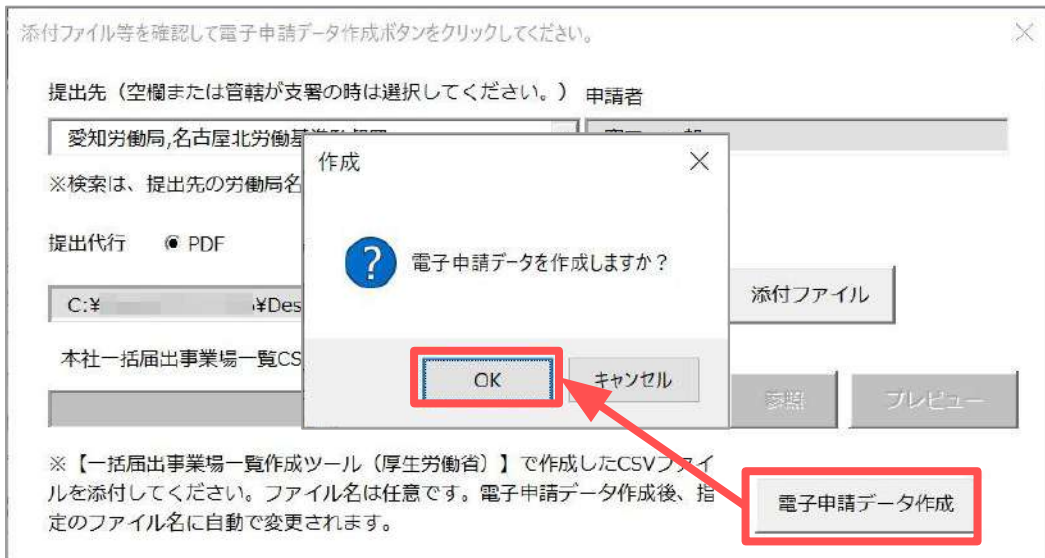 添付ファイル等を確認して電子申請データ作成ボタンをクリックしてください。
提出先（空欄または管轄が支署の時は選択してください。） 申請者
愛知労働局,名古屋北労働
作成
※検索は、提出先の労働局名
提出代行 PDF
電子申請データを作成しますか？
C:¥ ¥Des
添付ファイル
本社一括届出事業場一覧CS
OK キャンセル
参照 プレビュー
※【一括届出事業場一覧作成ツール（厚生労働省）】で作成したCSVファイ
ルを添付してください。ファイル名は任意です。電子申請データ作成後、指
定のファイル名に自動で変更されます。
電子申請データ作成